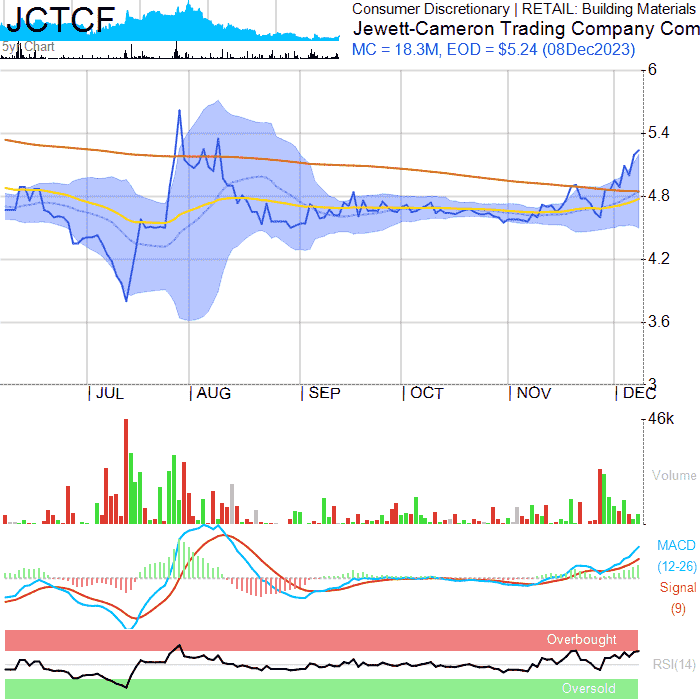 JCTCF
5yr Chart
Consumer Discretionary | RETAIL: Building Materials
Jewett-Cameron Trading Company Com
MC = 18.3M, EOD = $5.24 (08Dec2023)
6
5.4
4.8
4.2
3.6
3
JUL AUG SEP OCT NOV DEC
46k
Volume
MACD
(12-26)
Signal
(9)
Overbought
RSI(14)
Oversold